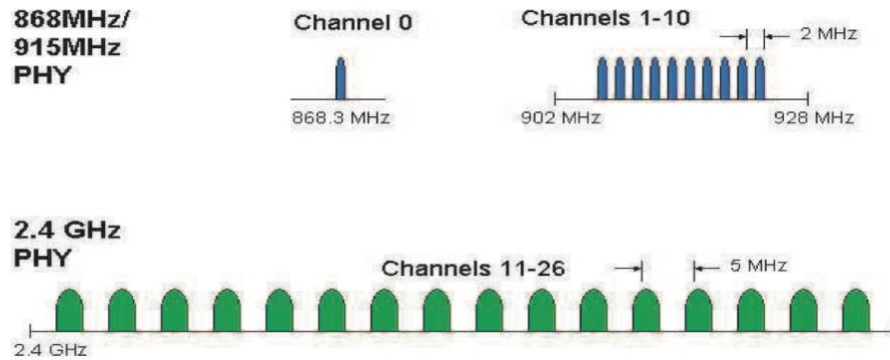 868MHz/
915MHz
PHY
Channel 0
Channels 1-10
2 MHz
868.3 MHz
902 MHz
928 MHz
2.4 GHz
PHY
Channels 11-26
5 MHz
2.4 GHz